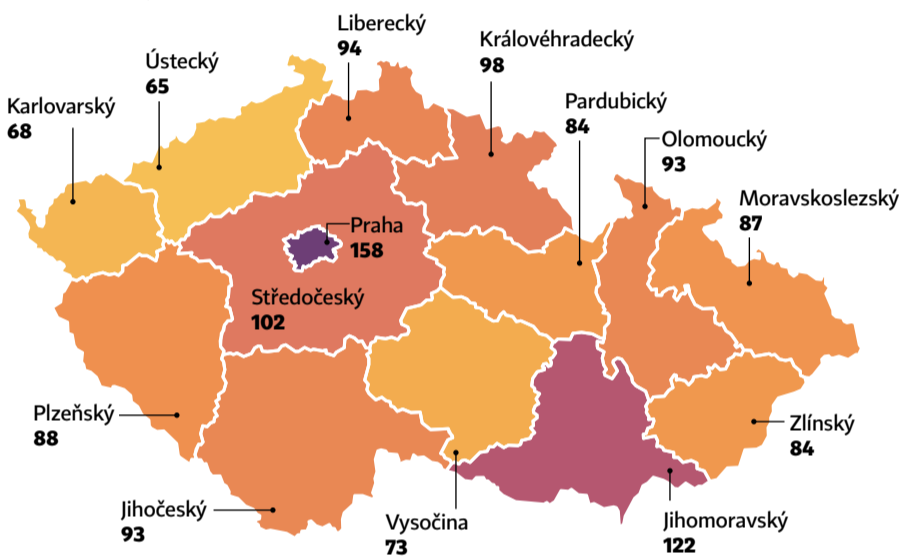 Liberecký
94
Královéhradecký
98
Ústecký
65
Karlovarský
68
Pardubický
84
Olomoucký
93
Moravskoslezský
87
Praha
158
Středočeský
102
Plzeňský
88
Zlínský
84
Jihočeský
93
Vysočina
73
Jihomoravský
122